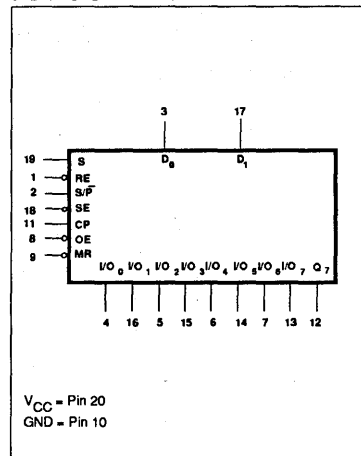 3 17
D0 D1
19 S
1 RE
2 S/P̅
18 SE
11 CP
8 OE
9 MR
I/O0 I/O1 I/O2 I/O3 I/O4 I/O5 I/O6 I/O7 Q7
4 16 5 15 6 14 7 13 12
VCC = Pin 20
GND = Pin 10